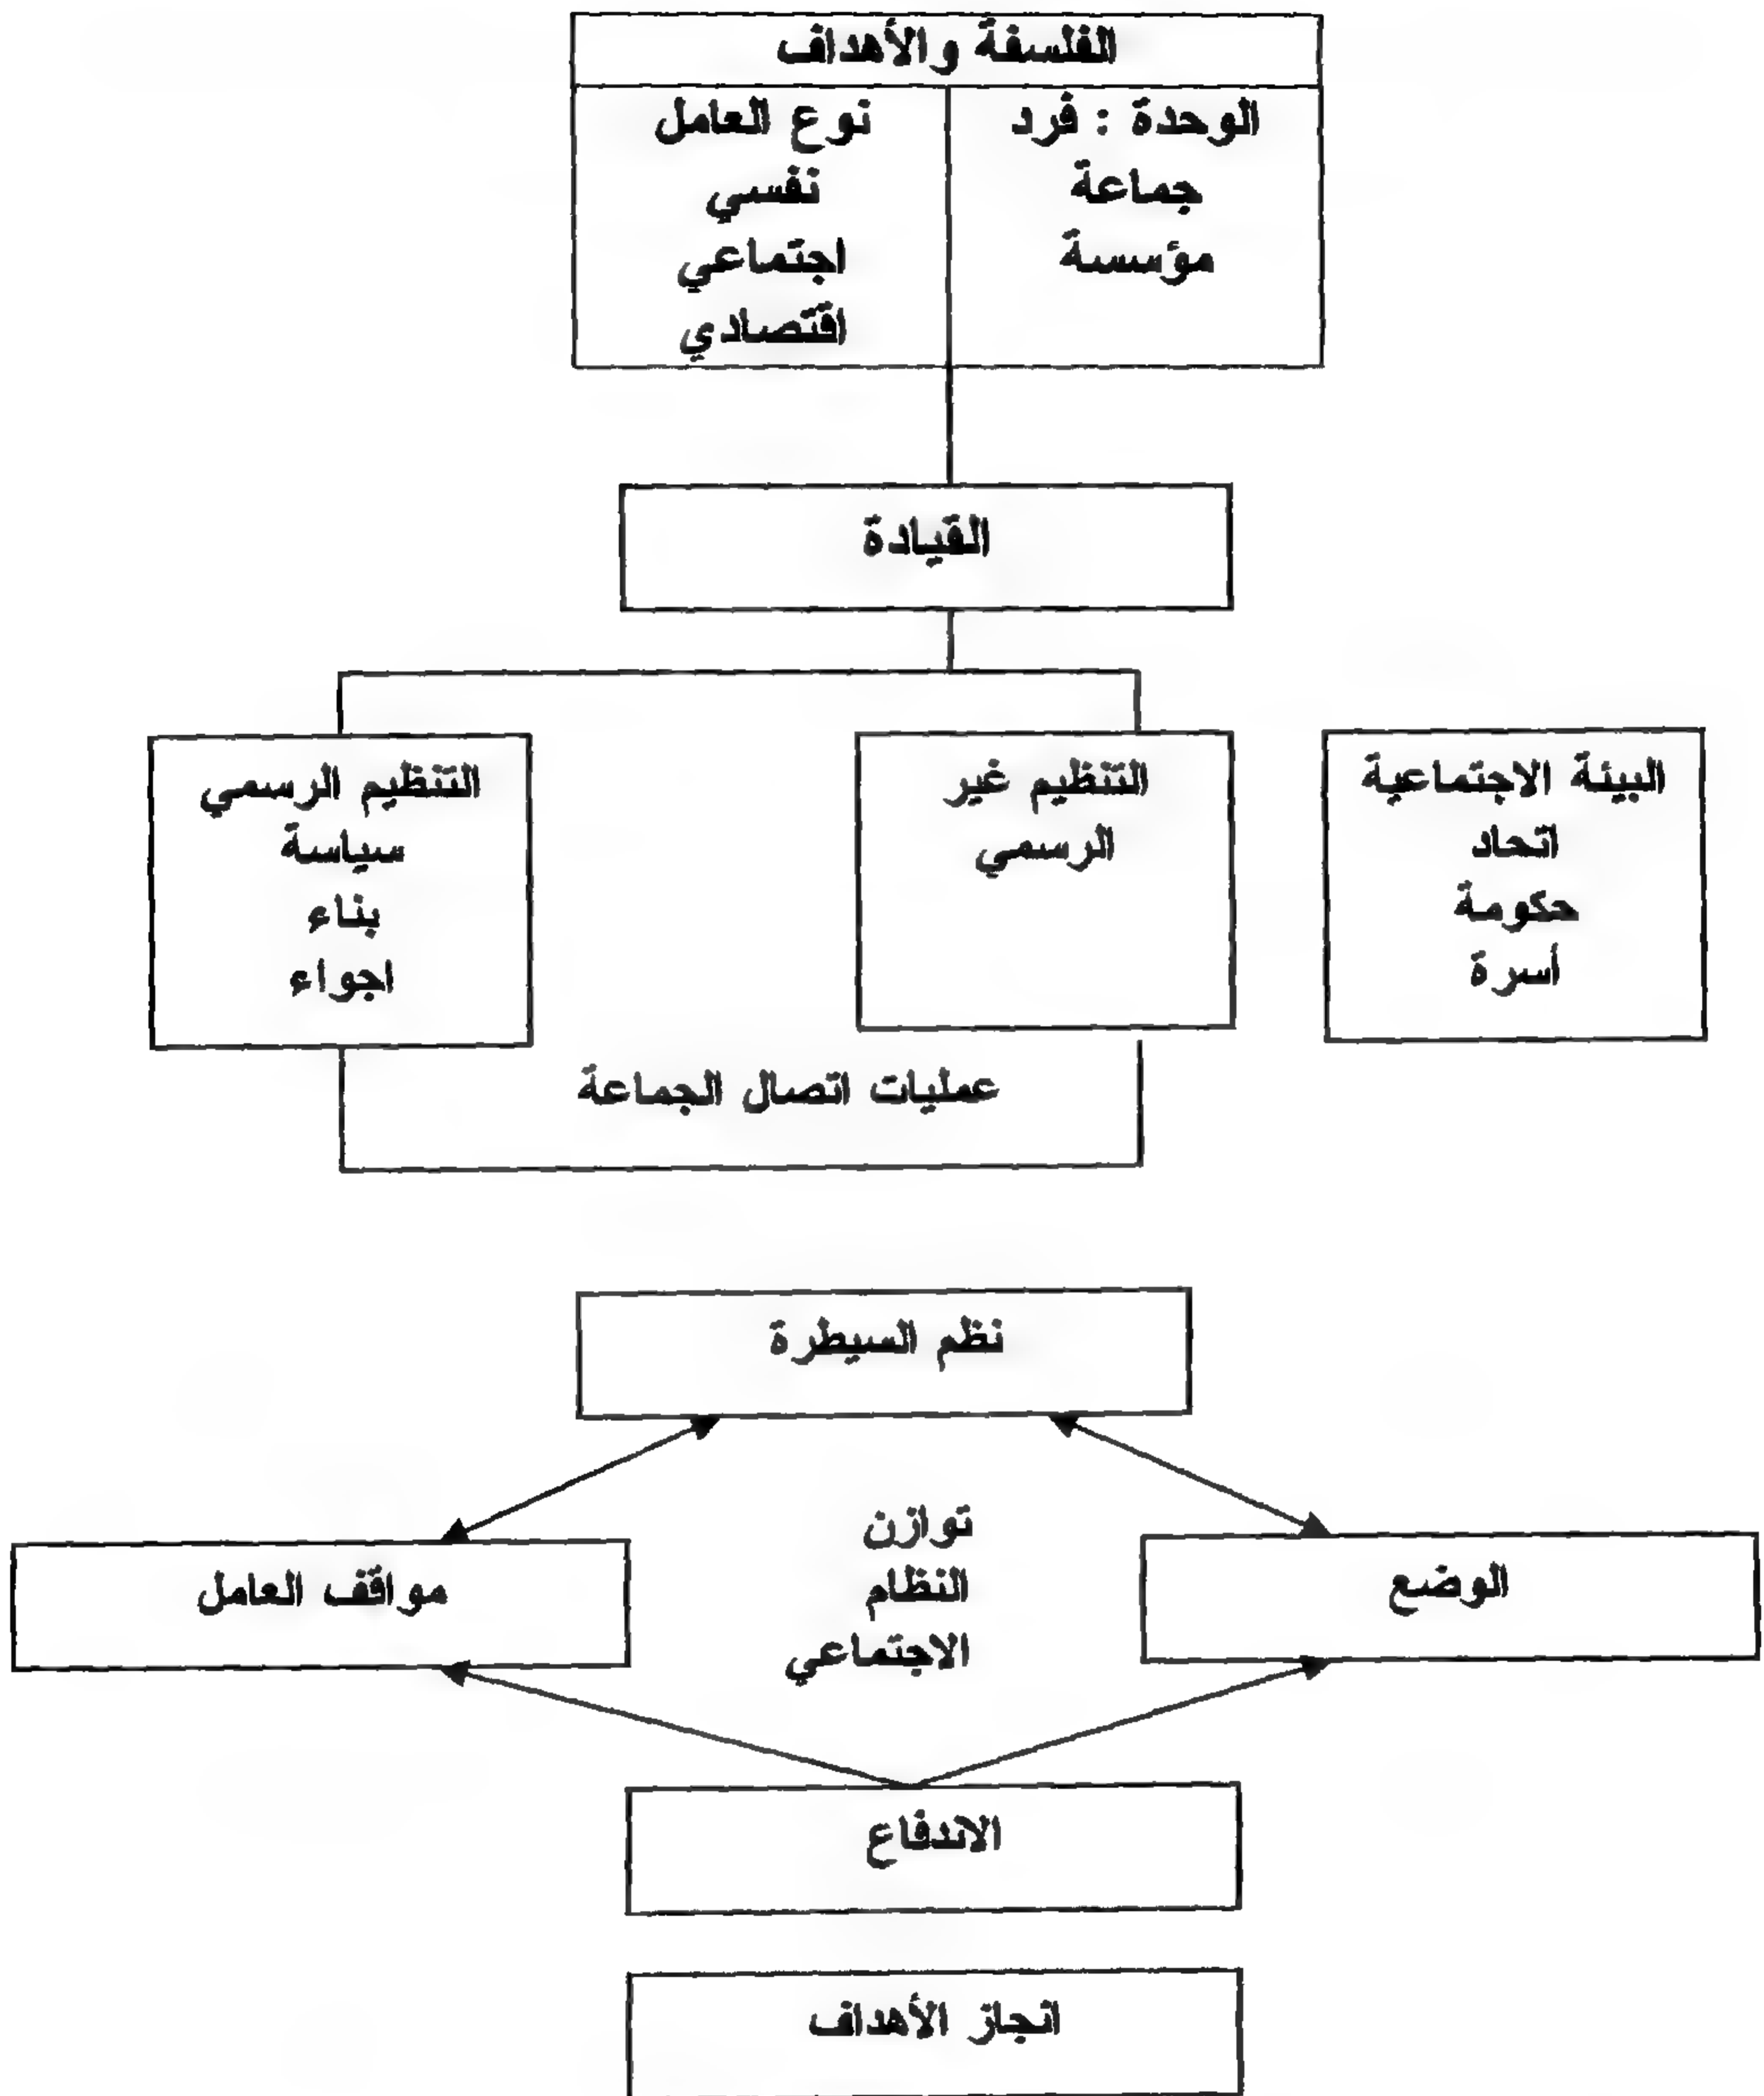 الفلسفة والأهداف
الوحدة : فرد
جماعة
مؤسسة
نوع العامل
نفسي
اجتماعي
اقتصادي
القيادة
البيئة الاجتماعية
اتحاد
حكومة
أسرة
التنظيم غير
الرسمي
التنظيم الرسمي
سياسة
بناء
اجواء
عمليات اتصال الجماعة
نظم السيطرة
الوضع
توازن
النظام
الاجتماعي
مواقف العامل
الاندفاع
انجاز الأهداف